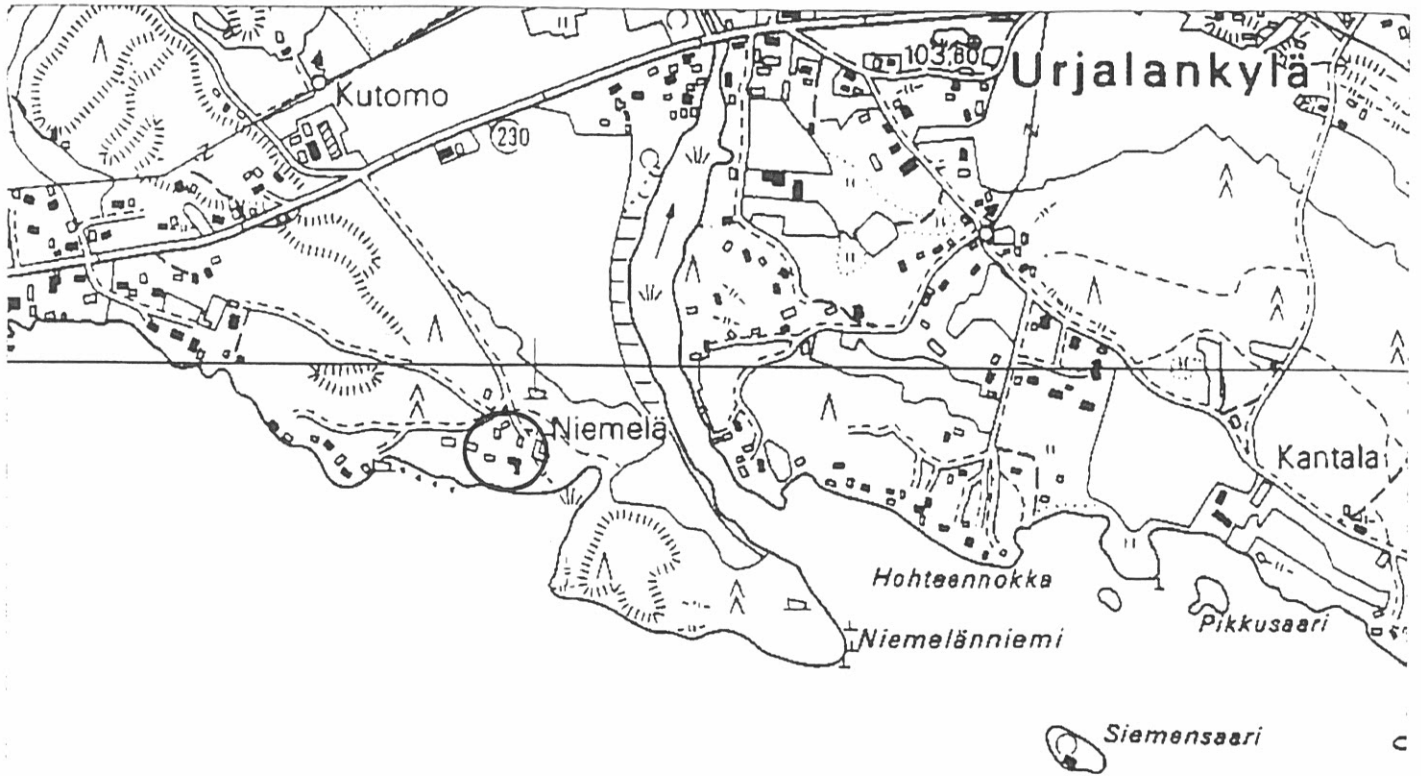 103.80
Urjalankylä
Kutomo
230
Niemelä
Kantala
Hohteennokka
Pikkusaari
Niemelänniemi
Siemensaari